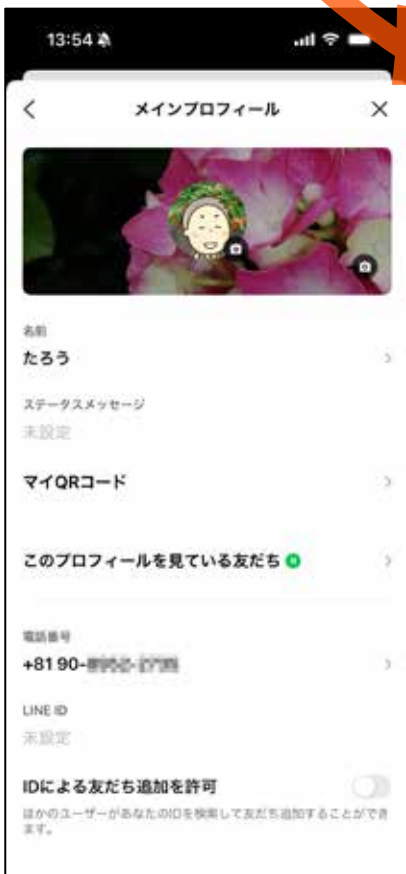 13:54
メインプロフィール
名前
たろう
ステータスメッセージ
未設定
マイQRコード
このプロフィールを見ている友だち
電話番号
+81 90-
LINE ID
未設定
IDによる友だち追加を許可
ほかのユーザーがあなたのIDを検索して友だち追加することができ
ます。